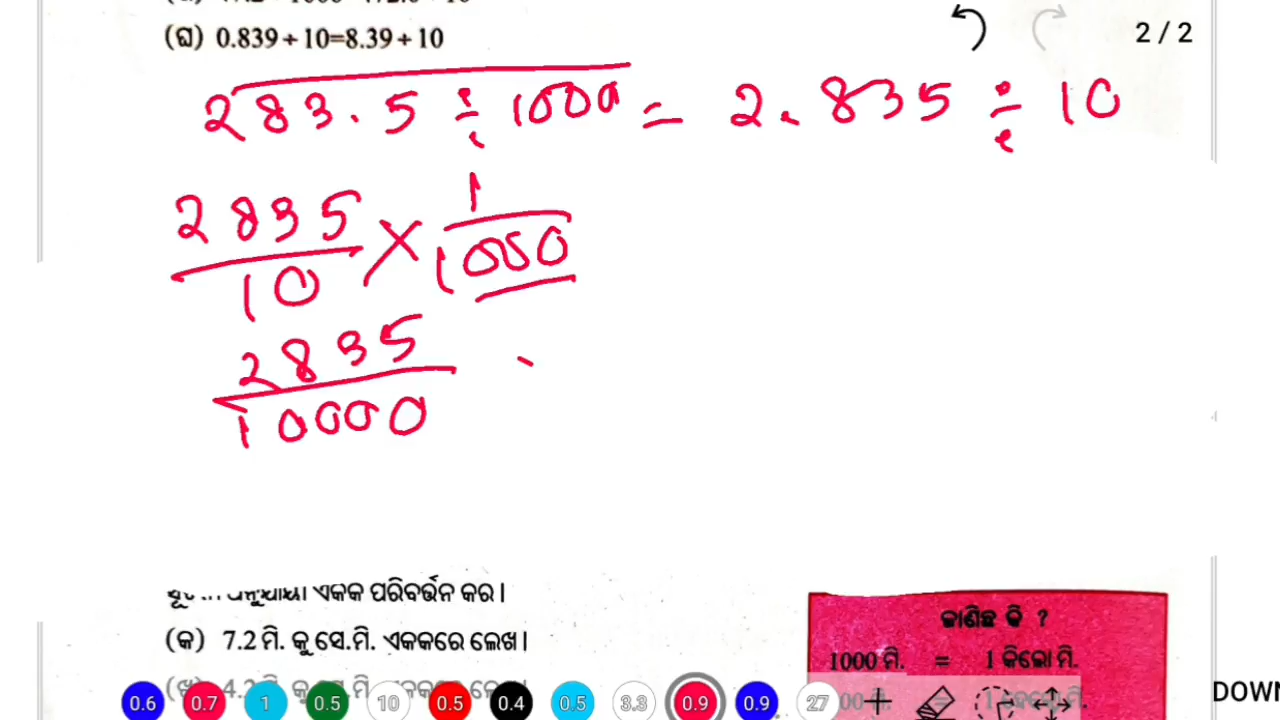 2 / 2
(ଘ) 0.839 ÷ 10=8.39 ÷ 10
283.5 ÷ 1000 = 2.835 ÷ 10
2835 1
10 × 1000
2835
10000
ଏକକ ପରିବର୍ତ୍ତନ କର।
(କ) 7.2 ମି. କୁ ସେ.ମି. ଏକକରେ ଲେଖ।
ଜାଣିଛ କି ?
1000 ମି. = 1 କିଲୋ ମି.
0.6 0.7 1 0.5 10 0.5 0.4 0.5 3.3 0.9 0.9 27
DOWN